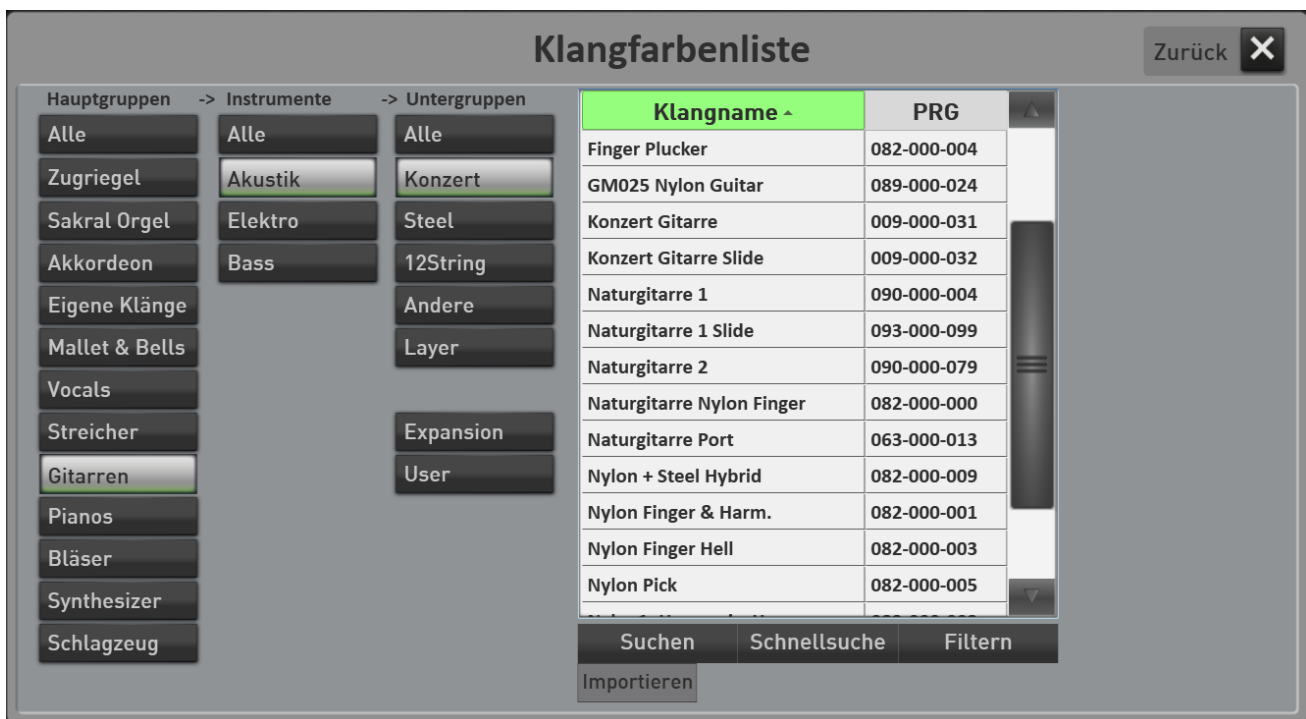 Klangfarbenliste
Zurück
Hauptgruppen -> Instrumente -> Untergruppen
Alle
Zugriegel
Sakral Orgel
Akkordeon
Eigene Klänge
Mallet & Bells
Vocals
Streicher
Gitarren
Pianos
Bläser
Synthesizer
Schlagzeug
Alle
Akustik
Elektro
Bass
Alle
Konzert
Steel
12String
Andere
Layer
Expansion
User
Klangname PRG
Finger Plucker 082-000-004
GM025 Nylon Guitar 089-000-024
Konzert Gitarre 009-000-031
Konzert Gitarre Slide 009-000-032
Naturgitarre 1 090-000-004
Naturgitarre 1 Slide 093-000-099
Naturgitarre 2 090-000-079
Naturgitarre Nylon Finger 082-000-000
Naturgitarre Port 063-000-013
Nylon + Steel Hybrid 082-000-009
Nylon Finger & Harm. 082-000-001
Nylon Finger Hell 082-000-003
Nylon Pick 082-000-005
Suchen Schnellsuche Filtern
Importieren